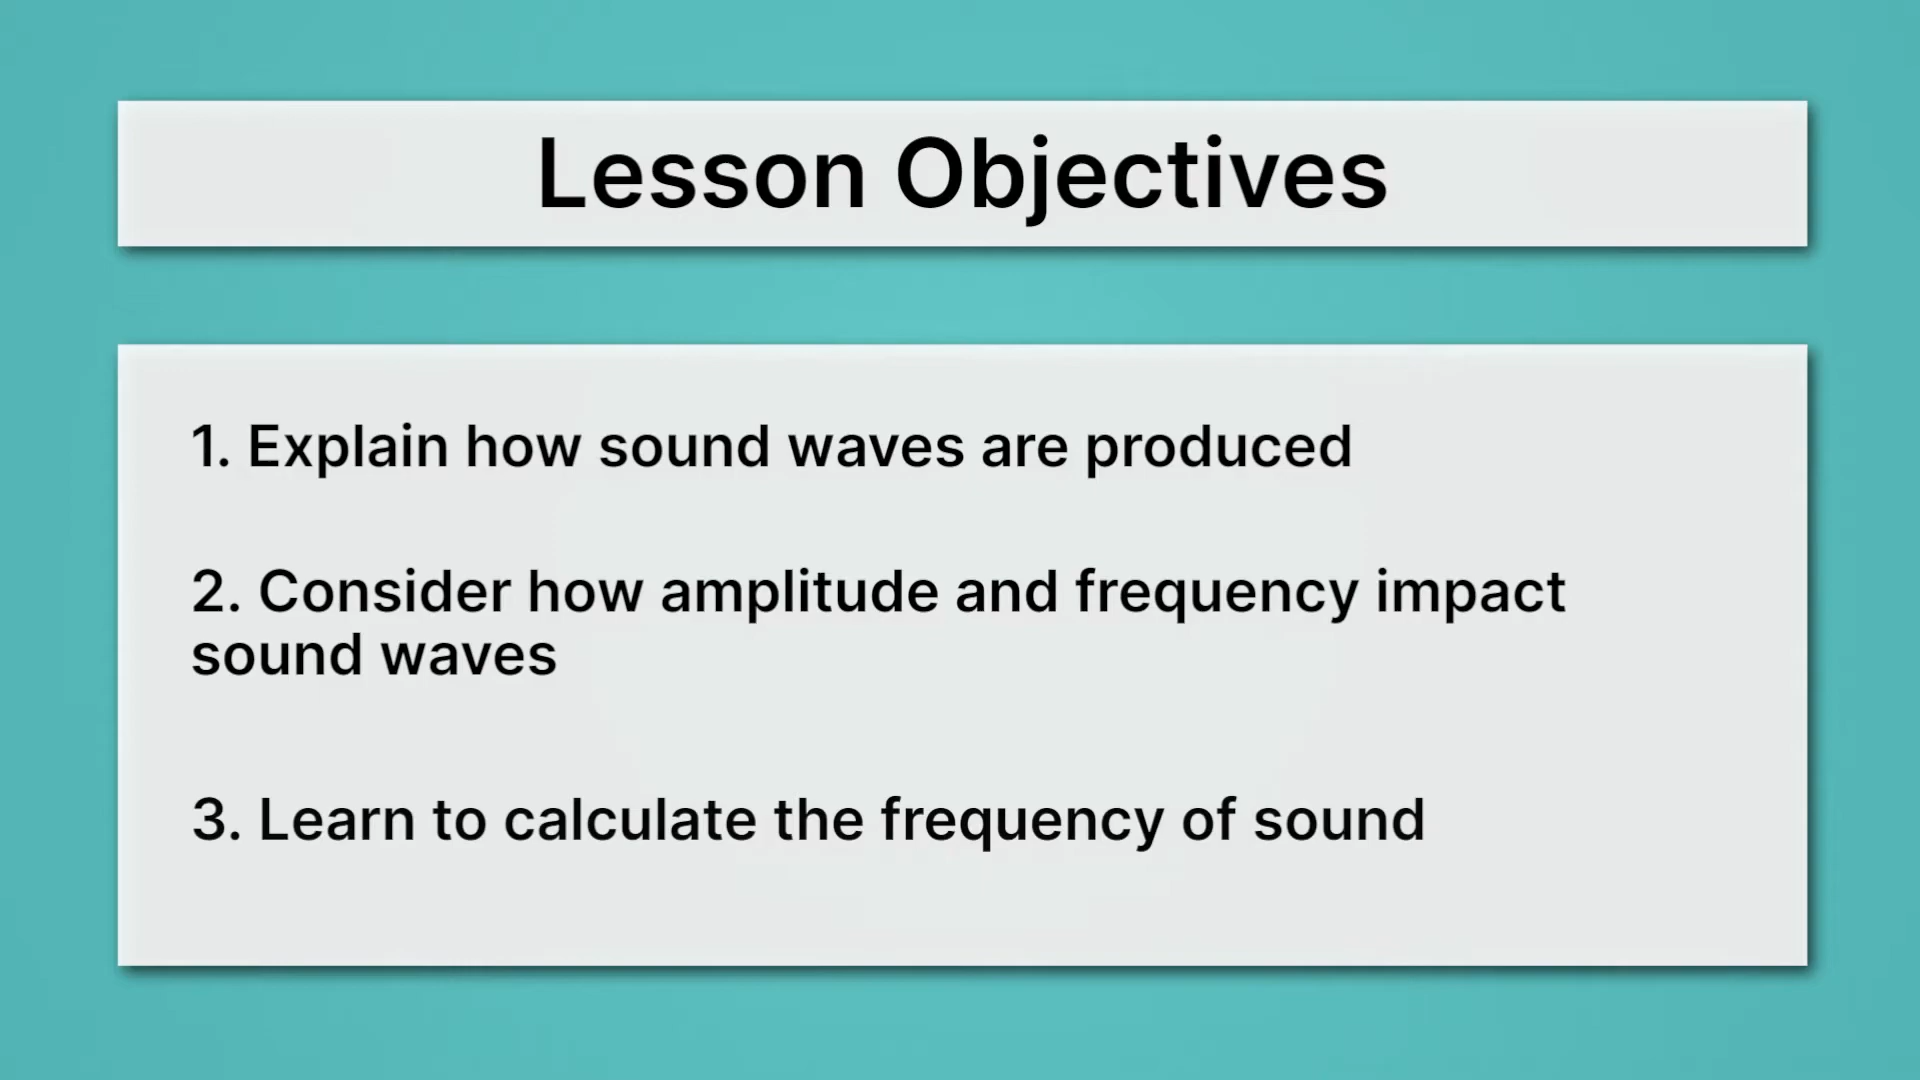 Lesson Objectives
1. Explain how sound waves are produced
2. Consider how amplitude and frequency impact
sound waves
3. Learn to calculate the frequency of sound